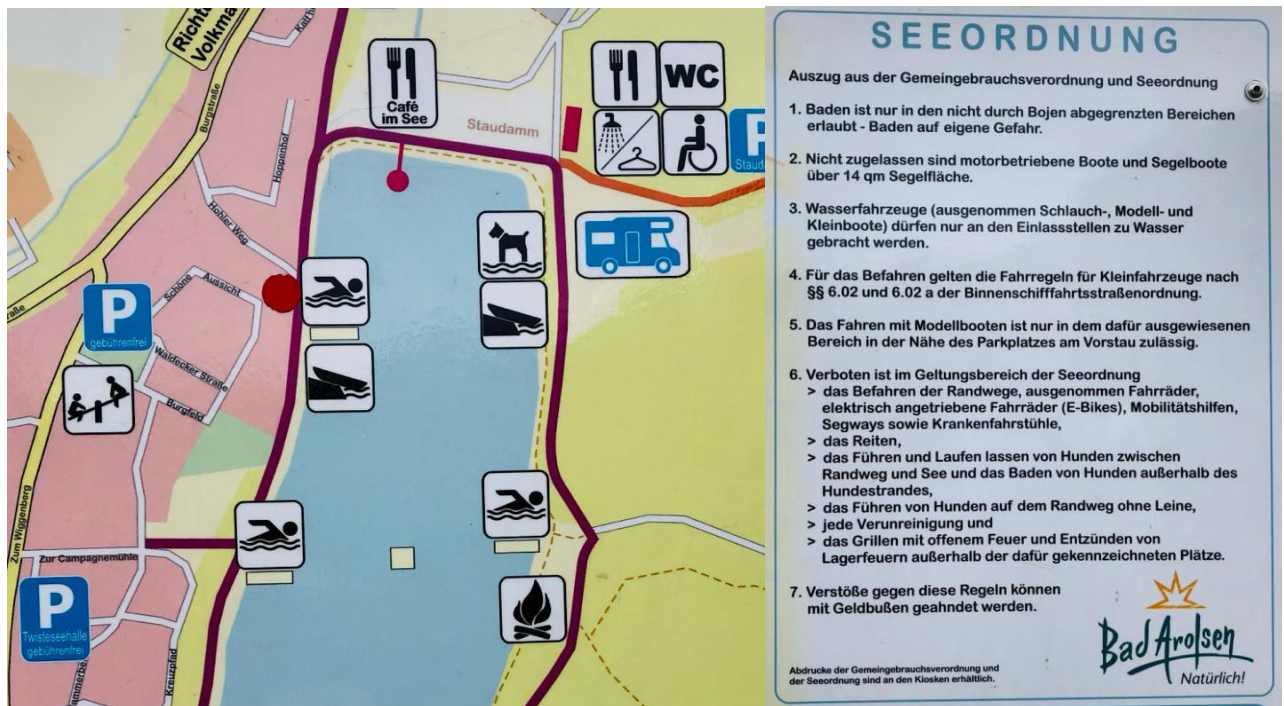 Richtu
Volkma
Kalth
Burgstraße
Café
im See
Staudamm
WC
P
Staud
Hoppenhof
Hohler Weg
Schöne Aussicht
raße
P
gebührenfrei
Waldecker Straße
Burgfeld
Zum Wiggenberg
Zur Campagnemühle
P
Twisteseehalle
gebührenfrei
ammerbe
Kreuzpfad
SEEORDNUNG
Auszug aus der Gemeingebrauchsverordnung und Seeordnung
1. Baden ist nur in den nicht durch Bojen abgegrenzten Bereichen
erlaubt - Baden auf eigene Gefahr.
2. Nicht zugelassen sind motorbetriebene Boote und Segelboote
über 14 qm Segelfläche.
3. Wasserfahrzeuge (ausgenommen Schlauch-, Modell- und
Kleinboote) dürfen nur an den Einlassstellen zu Wasser
gebracht werden.
4. Für das Befahren gelten die Fahrregeln für Kleinfahrzeuge nach
§§ 6.02 und 6.02 a der Binnenschifffahrtsstraßenordnung.
5. Das Fahren mit Modellbooten ist nur in dem dafür ausgewiesenen
Bereich in der Nähe des Parkplatzes am Vorstau zulässig.
6. Verboten ist im Geltungsbereich der Seeordnung
> das Befahren der Randwege, ausgenommen Fahrräder,
elektrisch angetriebene Fahrräder (E-Bikes), Mobilitätshilfen,
Segways sowie Krankenfahrstühle,
> das Reiten,
> das Führen und Laufen lassen von Hunden zwischen
Randweg und See und das Baden von Hunden außerhalb des
Hundestrandes,
> das Führen von Hunden auf dem Randweg ohne Leine,
> jede Verunreinigung und
> das Grillen mit offenem Feuer und Entzünden von
Lagerfeuern außerhalb der dafür gekennzeichneten Plätze.
7. Verstöße gegen diese Regeln können
mit Geldbußen geahndet werden.
Abdrucke der Gemeingebrauchsverordnung und
der Seeordnung sind an den Kiosken erhältlich.
Bad Arolsen
Natürlich!